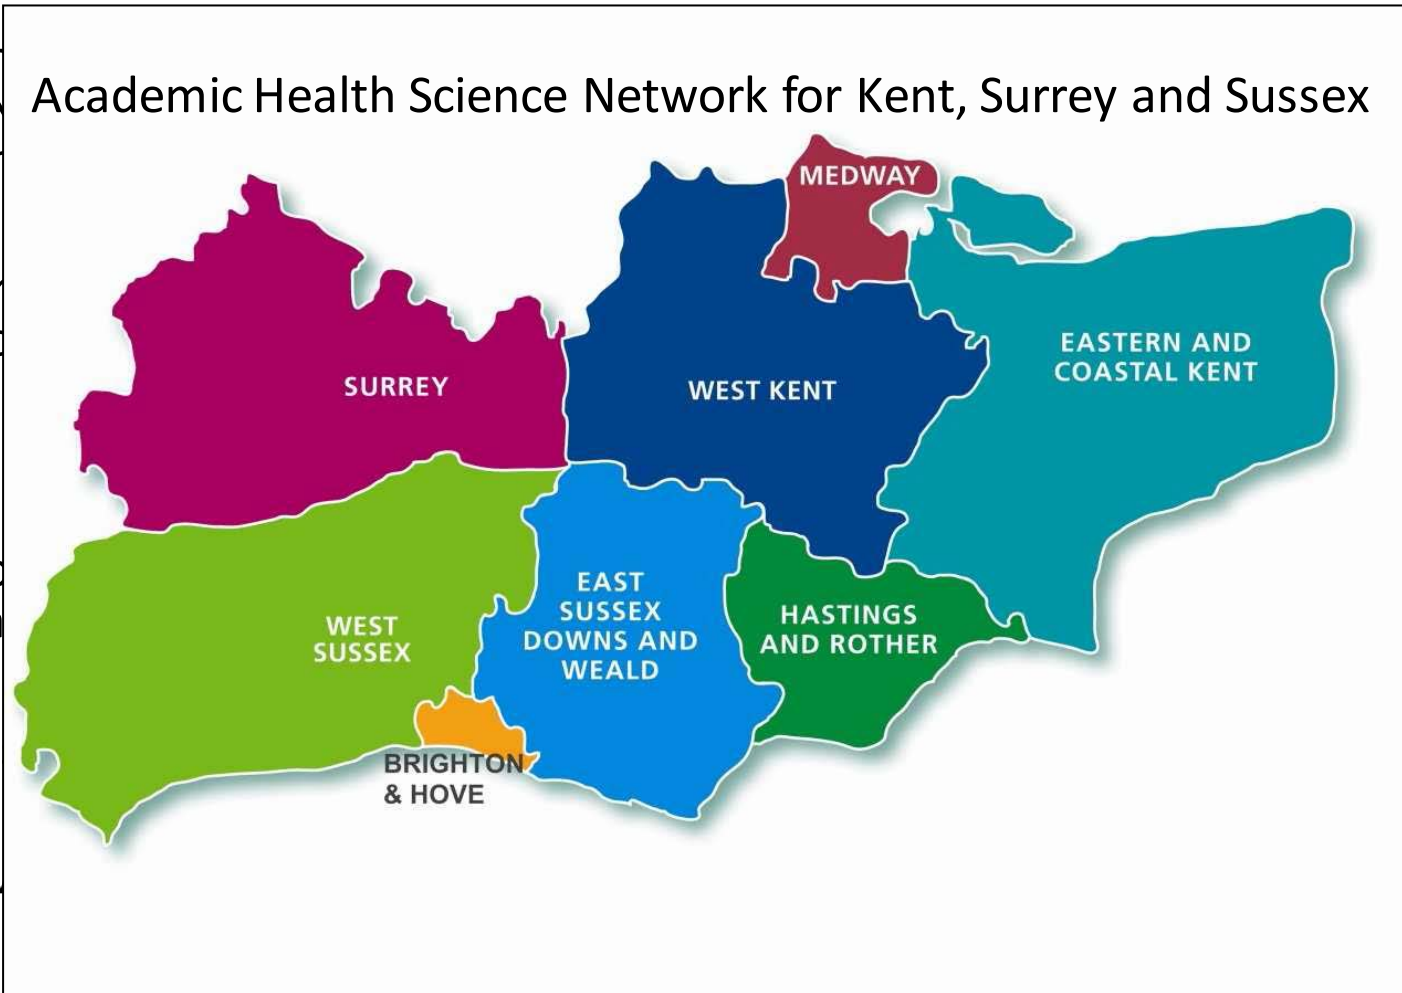 Academic Health Science Network for Kent, Surrey and Sussex
MEDWAY
EASTERN AND
COASTAL KENT
SURREY
WEST KENT
EAST
SUSSEX
DOWNS AND
WEALD
HASTINGS
AND ROTHER
WEST
SUSSEX
BRIGHTON
& HOVE